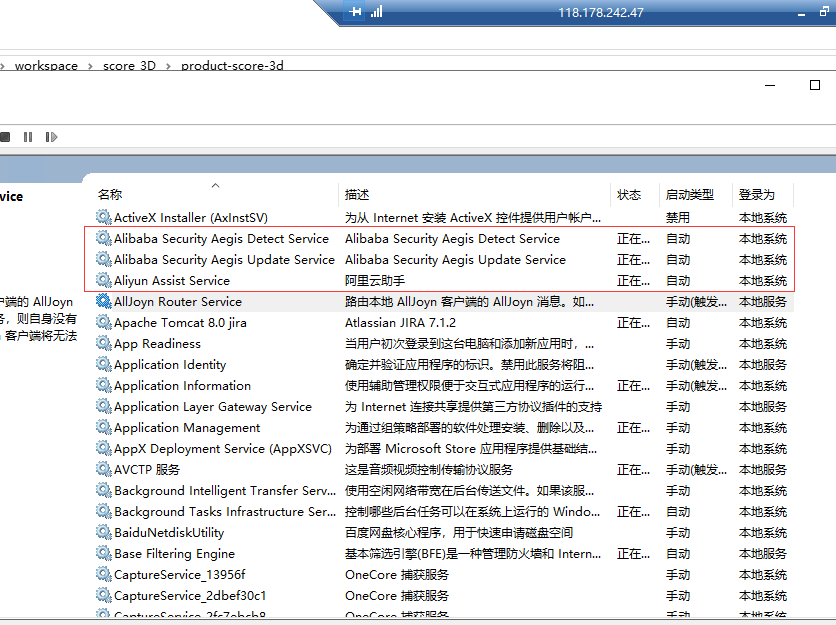 118.178.242.47
workspace > score_3D > product-score-3d
名称 描述 状态 启动类型 登录为
vice
ActiveX Installer (AxInstSV) 为从 Internet 安装 ActiveX 控件提供用户帐户... 禁用 本地系统
Alibaba Security Aegis Detect Service Alibaba Security Aegis Detect Service 正在... 自动 本地系统
Alibaba Security Aegis Update Service Alibaba Security Aegis Update Service 正在... 自动 本地系统
Aliyun Assist Service 阿里云助手 正在... 自动 本地系统
户端的 AllJoyn
务，则自身没有
客户端将无法
AllJoyn Router Service 路由本地 AllJoyn 客户端的 AllJoyn 消息。如... 手动(触发... 本地服务
Apache Tomcat 8.0 jira Atlassian JIRA 7.1.2 正在... 自动 本地系统
App Readiness 当用户初次登录到这台电脑和添加新应用时，... 手动 本地系统
Application Identity 确定并验证应用程序的标识。禁用此服务将阻... 手动(触发... 本地服务
Application Information 使用辅助管理权限便于交互式应用程序的运行... 正在... 手动(触发... 本地系统
Application Layer Gateway Service 为 Internet 连接共享提供第三方协议插件的支持 手动 本地服务
Application Management 为通过组策略部署的软件处理安装、删除以及... 正在... 手动 本地系统
AppX Deployment Service (AppXSVC) 为部署 Microsoft Store 应用程序提供基础结... 手动 本地系统
AVCTP 服务 这是音频视频控制传输协议服务 正在... 手动(触发... 本地服务
Background Intelligent Transfer Serv... 使用空闲网络带宽在后台传送文件。如果该服... 手动 本地系统
Background Tasks Infrastructure Ser... 控制哪些后台任务可以在系统上运行的 Windo... 正在... 自动 本地系统
BaiduNetdiskUtility 百度网盘核心程序，用于快速申请磁盘空间 手动 本地系统
Base Filtering Engine 基本筛选引擎(BFE)是一种管理防火墙和 Intern... 正在... 自动 本地服务
CaptureService_13956f OneCore 捕获服务 手动 本地系统
CaptureService_2dbef30c1 OneCore 捕获服务 手动 本地系统
OneCore 捕获服务 手动 本地系统